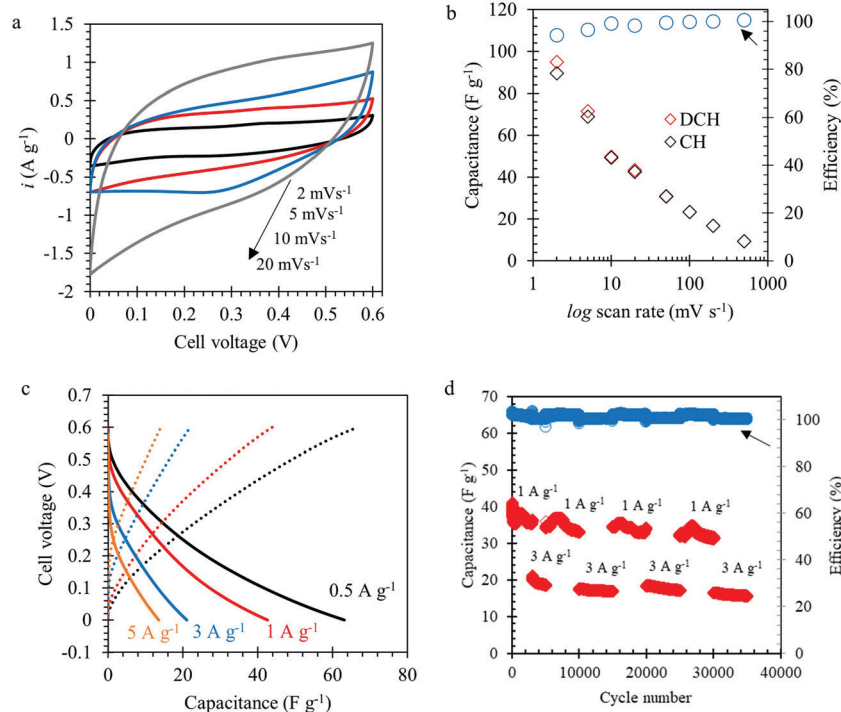 a
1.5
1
0.5
0
-0.5
-1
-1.5
-2
i (A g⁻¹)
2 mVs⁻¹
5 mVs⁻¹
10 mVs⁻¹
20 mVs⁻¹
0 0.1 0.2 0.3 0.4 0.5 0.6
Cell voltage (V)
b
120
100
80
60
40
20
0
Capacitance (F g⁻¹)
DCH
CH
100
80
60
40
20
0
Efficiency (%)
1 10 100 1000
log scan rate (mV s⁻¹)
c
0.7
0.6
0.5
0.4
0.3
0.2
0.1
0
-0.1
Cell voltage (V)
0.5 A g⁻¹
5 A g⁻¹ 3 A g⁻¹ 1 A g⁻¹
0 20 40 60 80
Capacitance (F g⁻¹)
d
70
60
50
40
30
20
10
0
Capacitance (F g⁻¹)
1 A g⁻¹ 1 A g⁻¹ 1 A g⁻¹ 1 A g⁻¹
3 A g⁻¹ 3 A g⁻¹ 3 A g⁻¹ 3 A g⁻¹
100
80
60
40
20
0
Efficiency (%)
0 10000 20000 30000 40000
Cycle number